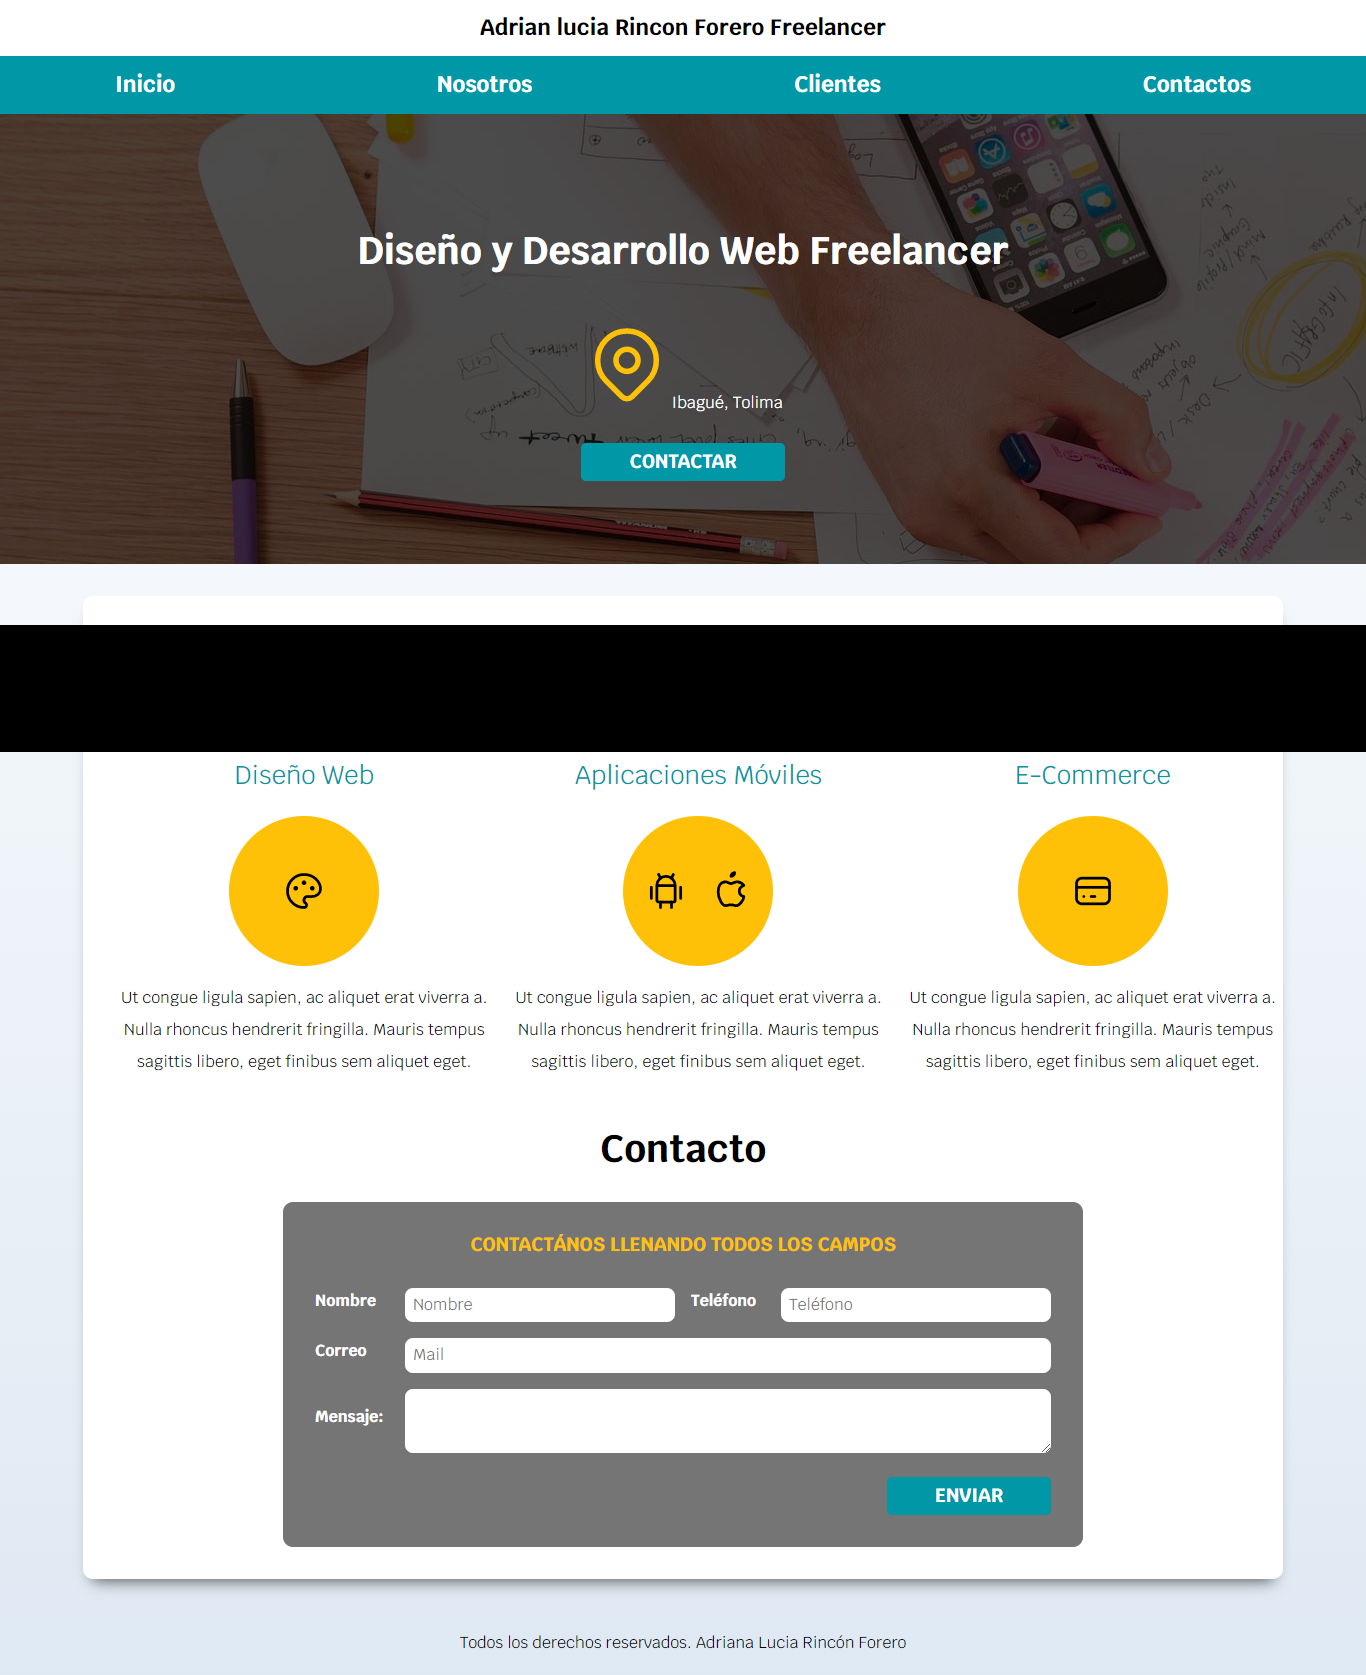 Adrian lucia Rincon Forero Freelancer
Inicio Nosotros Clientes Contactos
Diseño y Desarrollo Web Freelancer
Ibagué, Tolima
CONTACTAR
Diseño Web Aplicaciones Móviles E-Commerce
Ut congue ligula sapien, ac aliquet erat viverra a.
Nulla rhoncus hendrerit fringilla. Mauris tempus
sagittis libero, eget finibus sem aliquet eget.
Ut congue ligula sapien, ac aliquet erat viverra a.
Nulla rhoncus hendrerit fringilla. Mauris tempus
sagittis libero, eget finibus sem aliquet eget.
Ut congue ligula sapien, ac aliquet erat viverra a.
Nulla rhoncus hendrerit fringilla. Mauris tempus
sagittis libero, eget finibus sem aliquet eget.
Contacto
CONTACTÁNOS LLENANDO TODOS LOS CAMPOS
Nombre Nombre Teléfono Teléfono
Correo Mail
Mensaje:
ENVIAR
Todos los derechos reservados. Adriana Lucia Rincón Forero